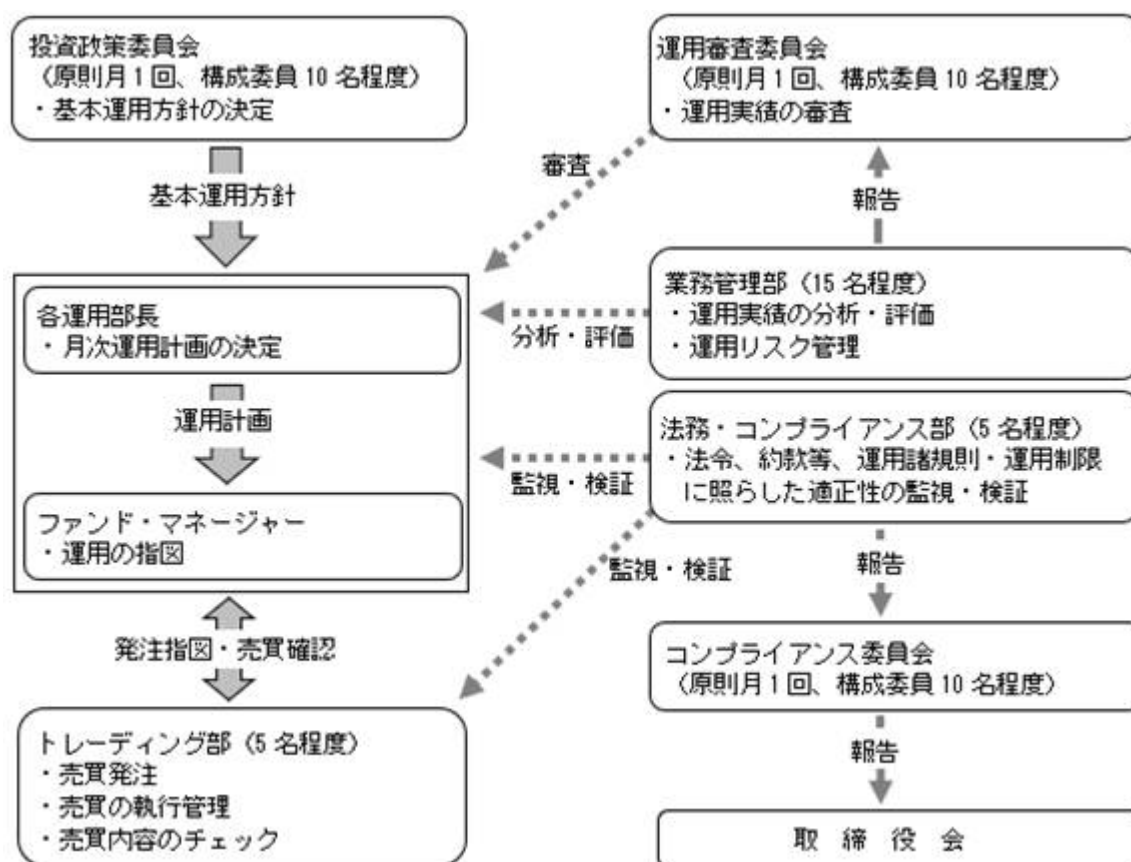 投資政策委員会
（原則月1回、構成委員10名程度）
・基本運用方針の決定
基本運用方針
各運用部長
・月次運用計画の決定
運用計画
ファンド・マネージャー
・運用の指図
発注指図・売買確認
トレーディング部（5名程度）
・売買発注
・売買の執行管理
・売買内容のチェック
運用審査委員会
（原則月1回、構成委員10名程度）
・運用実績の審査
審査
報告
業務管理部（15名程度）
・運用実績の分析・評価
・運用リスク管理
分析・評価
法務・コンプライアンス部（5名程度）
・法令、約款等、運用諸規則・運用制限
に照らした適正性の監視・検証
監視・検証
監視・検証
報告
コンプライアンス委員会
（原則月1回、構成委員10名程度）
報告
取 締 役 会